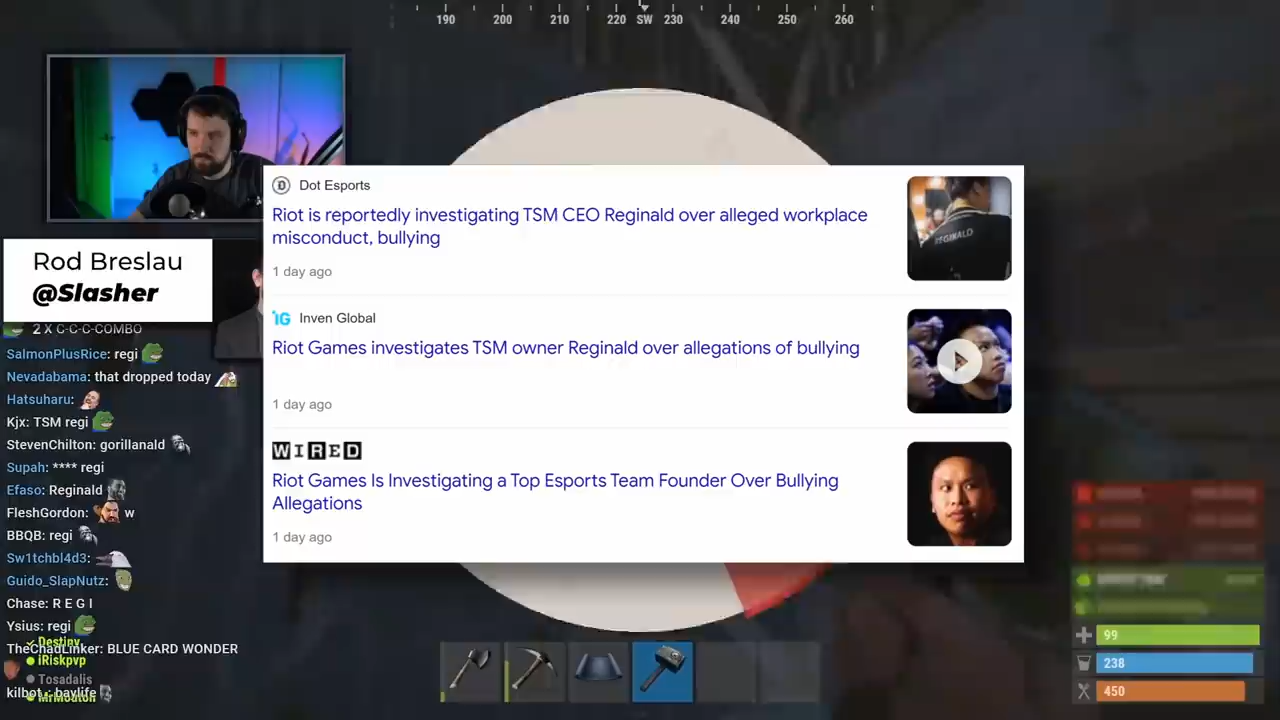 190 200 210 220 SW 230 240 250 260
Dot Esports
Riot is reportedly investigating TSM CEO Reginald over alleged workplace
misconduct, bullying
1 day ago
REGINALD
Inven Global
Riot Games investigates TSM owner Reginald over allegations of bullying
1 day ago
WIRED
Riot Games Is Investigating a Top Esports Team Founder Over Bullying
Allegations
1 day ago
Rod Breslau
@Slasher
2 X C-C-C-COMBO
SalmonPlusRice: regi
Nevadabama: that dropped today
Hatsuharu:
Kjx: TSM regi
StevenChilton: gorillanald
Supah: **** regi
Efaso: Reginald
FleshGordon: w
BBQB: regi
Sw1tchbl4d3:
Guido_SlapNutz:
Chase: R E G I
Ysius: regi
Destiny
TheChadLinker: BLUE CARD WONDER
iRiskpvp
Tosadalis
kilbot: baylife
MrMouton
99
238
450